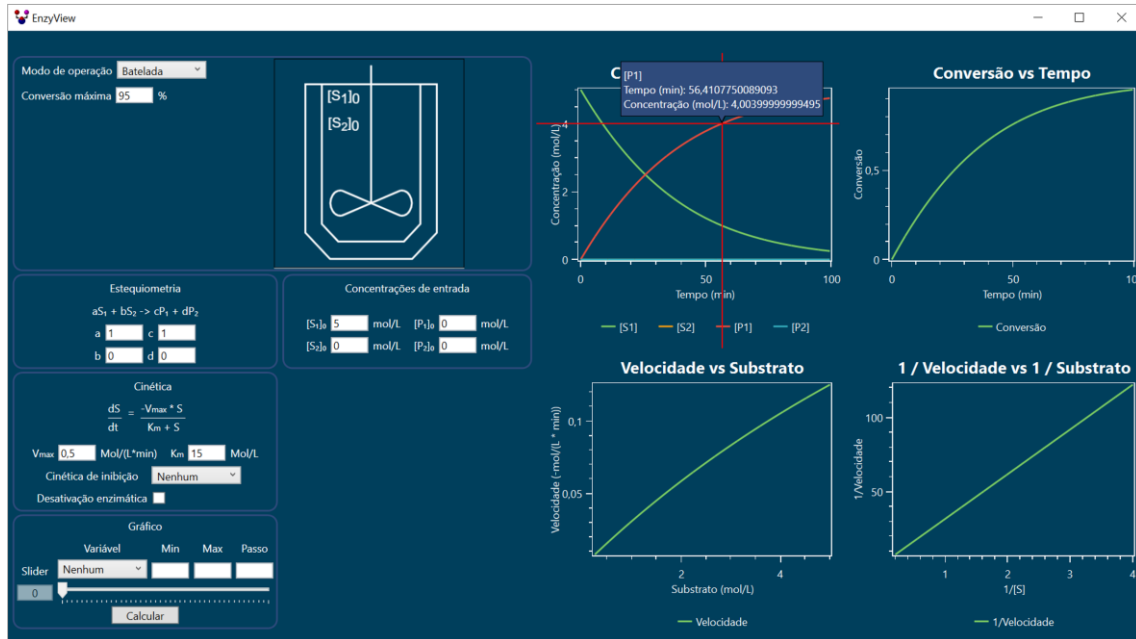 EnzyView
Modo de operação Batelada
Conversão máxima 95 %
[S1]0
[S2]0
Estequiometria
aS₁ + bS₂ -> cP₁ + dP₂
a 1 c 1
b 0 d 0
Concentrações de entrada
[S₁]₀ 5 mol/L [P₁]₀ 0 mol/L
[S₂]₀ 0 mol/L [P₂]₀ 0 mol/L
Cinética
dS/dt = -Vmax * S / Km + S
Vmax 0,5 Mol/(L*min) Km 15 Mol/L
Cinética de inibição Nenhum
Desativação enzimática
Gráfico
Variável Min Max Passo
Slider Nenhum
0
Calcular
C
[P1]
Tempo (min): 56,4107750089093
Concentração (mol/L): 4,00399999999495
Concentração (mol/L)
4
2
0
0 50 100
Tempo (min)
[S1] [S2] [P1] [P2]
Conversão vs Tempo
Conversão
0,5
0
0 50 100
Tempo (min)
Conversão
Velocidade vs Substrato
Velocidade (-mol/(L * min))
0,1
0,05
2 4
Substrato (mol/L)
Velocidade
1 / Velocidade vs 1 / Substrato
1/Velocidade
100
50
1 2 3 4
1/[S]
1/Velocidade